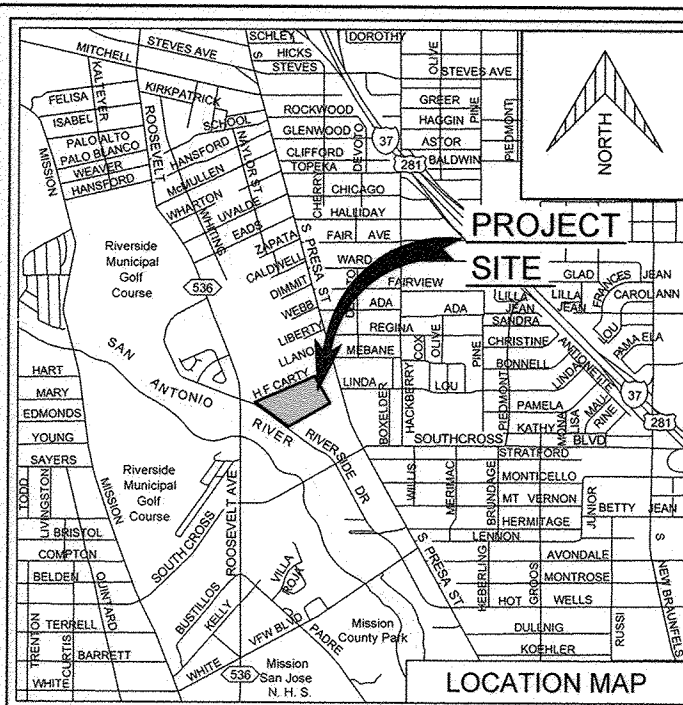 SCHLEY
DOROTHY
STEVES AVE
HICKS
MITCHELL
S
STEVES
OLIVE
STEVES AVE
KALTEYER
KIRKPATRICK
FELISA
ISABEL
ROOSEVELT
ROCKWOOD
GREER
PINE
PIEDMONT
HAGGIN
SCHOOL
GLENWOOD
DEVOTO
37
ASTOR
PALO ALTO
HANSFORD
NAYLOR ST
CLIFFORD
281
BALDWIN
PALO BLANCO
MISSION
WEAVER
McMULLEN
TOPEKA
HANSFORD
CHERRY
CHICAGO
WHARTON
UVALDE
WHITING
HALLIDAY
EADS
S PRESA ST
FAIR AVE
ZAPATA
NORTH
PROJECT
SITE
Riverside
Municipal
Golf
Course
CALDWELL
WARD
536
DIMMIT
FAIRVIEW
GLAD
FRANCES
JEAN
WEBB
ADA
ADA
LILLA
JEAN
LILLA
JEAN
CAROL ANN
LIBERTY
REGINA
SANDRA
LOU
PAMAELA
COX
OLIVE
CHRISTINE
LLANO
MEBANE
PINE
BONNELL
ANTIONETTE
SAN ANTONIO RIVER
HART
H.F CARTY
LINDA
LOU
LINDA
37
MARY
BOXELDER
HACKBERRY
PIEDMONT
PAMELA
MAU-
RINE
EDMONDS
RIVERSIDE DR
KATHY
MONA
LISA
281
YOUNG
SOUTHCROSS
BLVD
SAYERS
STRATFORD
Riverside
Municipal
Golf
Course
TODD
LIVINGSTON
MISSION
WILLIS
MERIMAC
BRUNDAGE
MONTICELLO
ROOSEVELT AVE
MT VERNON
JUNIOR
BETTY JEAN
HERMITAGE
BRISTOL
SOUTH CROSS
LENNON
S
COMPTON
S PRESA ST
AVONDALE
BELDEN
QUINTARD
VILLA
ROJA
HEBERLING
GROOS
MONTROSE
NEW BRAUNFELS
BUSTILLOS
KELLY
HOT WELLS
TRENTON
TERRELL
Mission
County Park
RUSSI
CURTIS
VFW BLVD
PADRE
DULLNIG
BARRETT
KOEHLER
WHITE
Mission
San Jose
N. H. S.
WHITE
536
LOCATION MAP